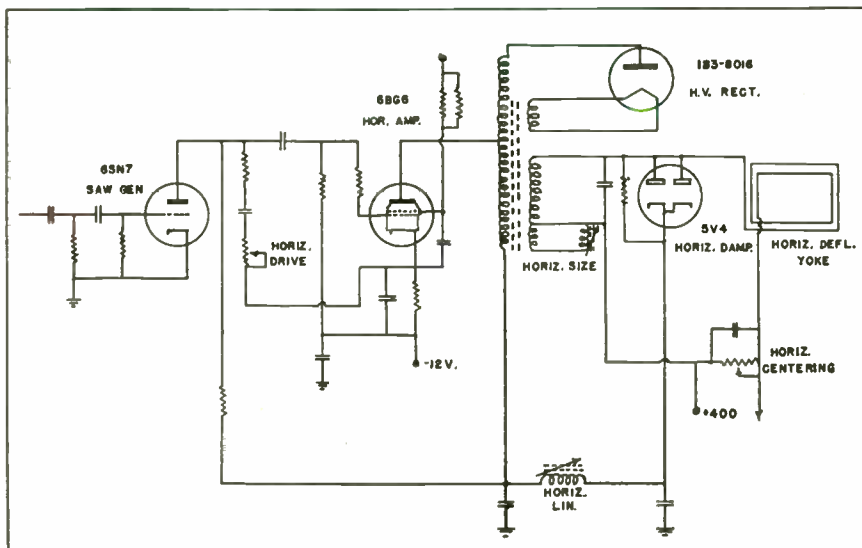 1B3-8016
H.V. RECT.
6BG6
HOR. AMP.
6SN7
SAW GEN
HORIZ.
DRIVE
HORIZ. SIZE
5V4
HORIZ. DAMP.
HORIZ. DEFL.
YOKE
-12V.
HORIZ.
CENTERING
+400
HORIZ.
LIN.